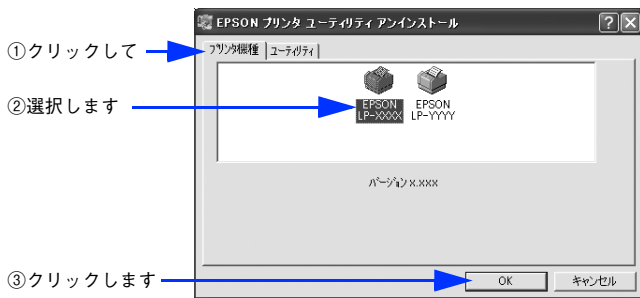 EPSON プリンタ ユーティリティ アンインストール
①クリックして
プリンタ機種 ユーティリティ
②選択します
EPSON LP-XXXX
EPSON LP-YYYY
バージョン X.XXX
③クリックします
OK キャンセル